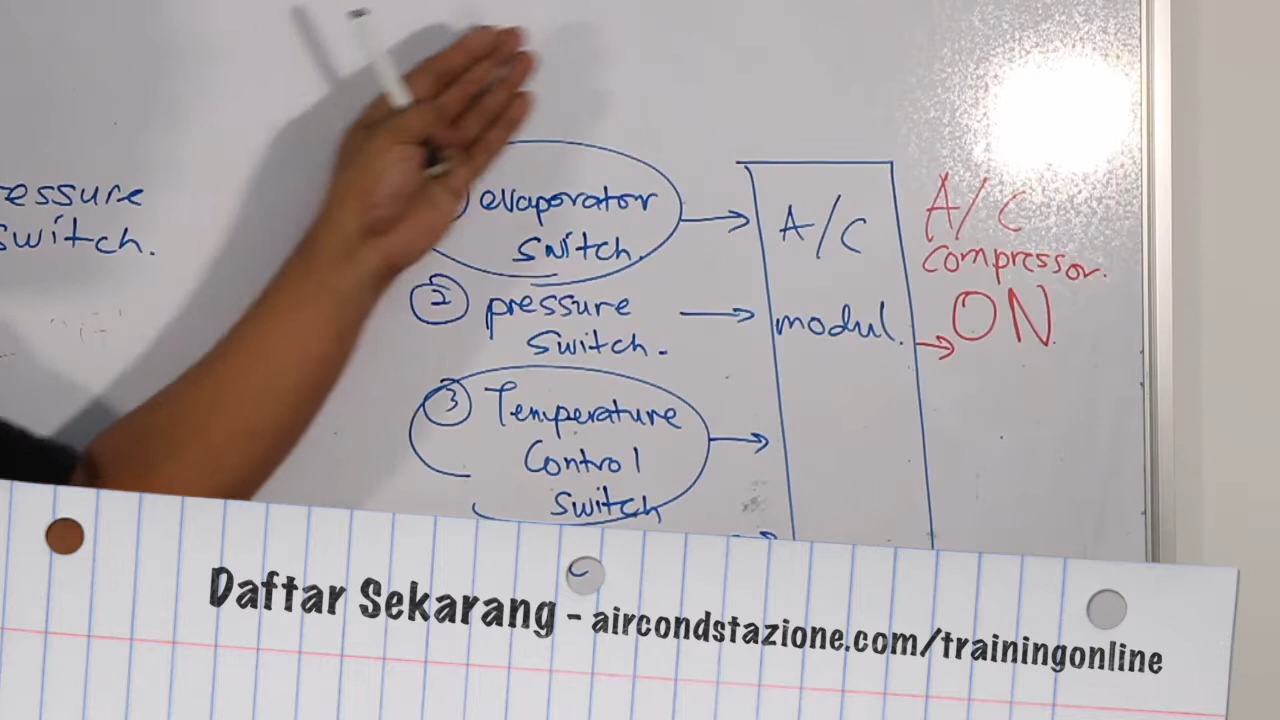 essure
switch.
evaporator
switch.
② pressure
switch.
③ Temperature
Control
switch
A/C
modul.
A/C
compressor.
ON
Daftar Sekarang - aircondstazione.com/trainingonline